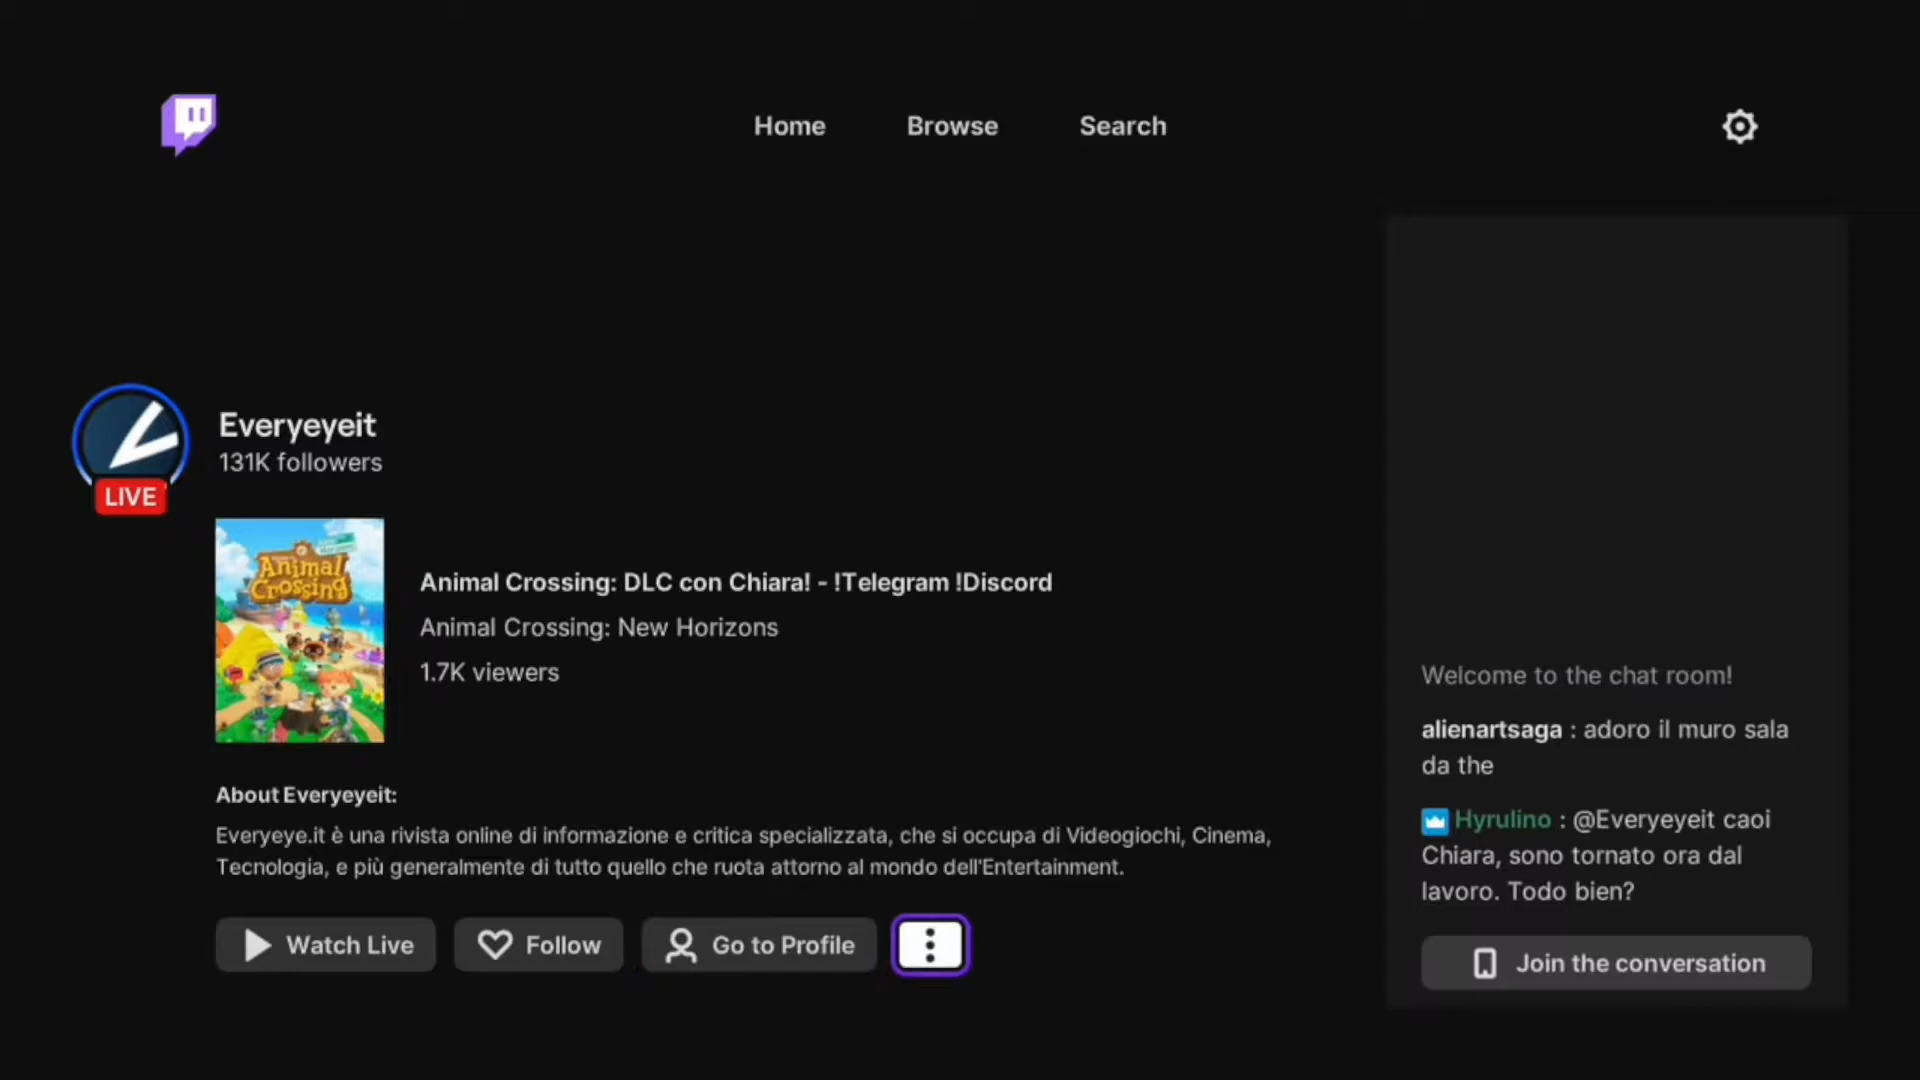 Home Browse Search
Everyeyeit
131K followers
LIVE
Animal Crossing
Animal Crossing: DLC con Chiara! - !Telegram !Discord
Animal Crossing: New Horizons
1.7K viewers
About Everyeyeit:
Everyeye.it è una rivista online di informazione e critica specializzata, che si occupa di Videogiochi, Cinema,
Tecnologia, e più generalmente di tutto quello che ruota attorno al mondo dell'Entertainment.
Watch Live Follow Go to Profile
Welcome to the chat room!
alienartsaga : adoro il muro sala
da the
Hyrulino : @Everyeyeit caoi
Chiara, sono tornato ora dal
lavoro. Todo bien?
Join the conversation